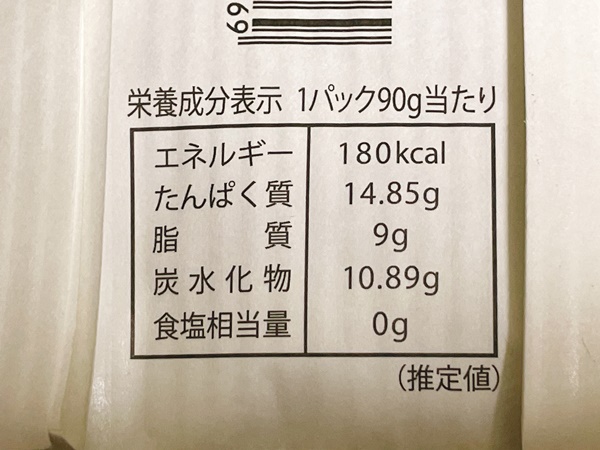 69
栄養成分表示 1パック90g当たり
エネルギー 180kcal
たんぱく質 14.85g
脂質 9g
炭水化物 10.89g
食塩相当量 0g
(推定値)